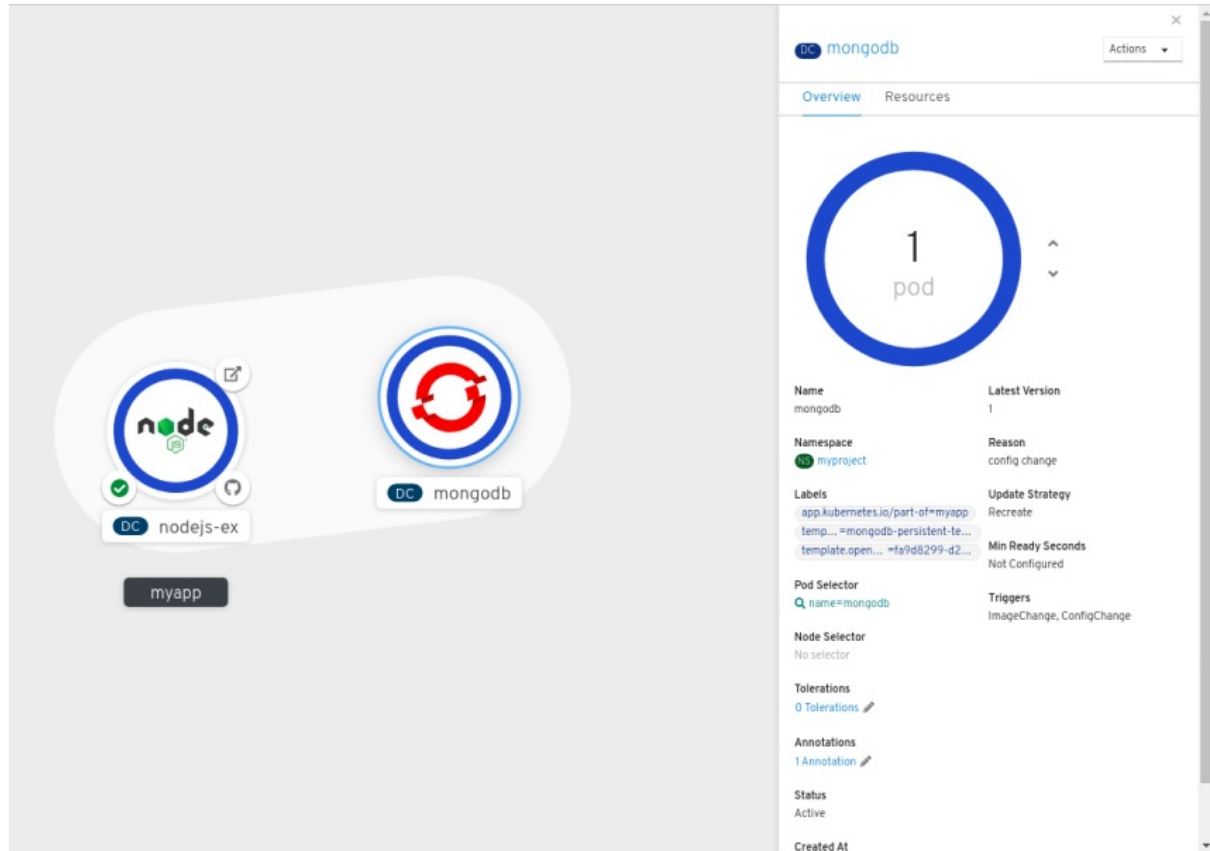 node
JS
DC nodejs-ex
DC mongodb
myapp
DC mongodb
Actions
Overview Resources
1
pod
Name
mongodb
Namespace
NS myproject
Labels
app.kubernetes.io/part-of=myapp
temp... =mongodb-persistent-te...
template.open... =fa9d8299-d2...
Pod Selector
name=mongodb
Node Selector
No selector
Tolerations
0 Tolerations
Annotations
1 Annotation
Status
Active
Created At
Latest Version
1
Reason
config change
Update Strategy
Recreate
Min Ready Seconds
Not Configured
Triggers
ImageChange, ConfigChange